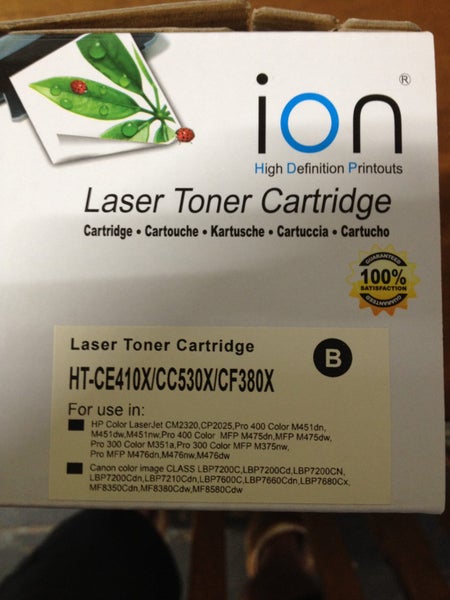 ion®
High Definition Printouts
Laser Toner Cartridge
Cartridge • Cartouche • Kartusche • Cartuccia • Cartucho
GUARANTEED
100%
SATISFACTION
GUARANTEED
Laser Toner Cartridge
B
HT-CE410X/CC530X/CF380X
For use in:
HP Color LaserJet CM2320,CP2025,Pro 400 Color M451dn,
M451dw,M451nw,Pro 400 Color MFP M475dn,MFP M475dw,
Pro 300 Color M351a,Pro 300 Color MFP M375nw,
Pro MFP M476dn,M476nw,M476dw
Canon color image CLASS LBP7200C,LBP7200Cd,LBP7200CN,
LBP7200Cdn,LBP7210Cdn,LBP7600C,LBP7660Cdn,LBP7680Cx,
MF8350Cdn,MF8380Cdw,MF8580Cdw